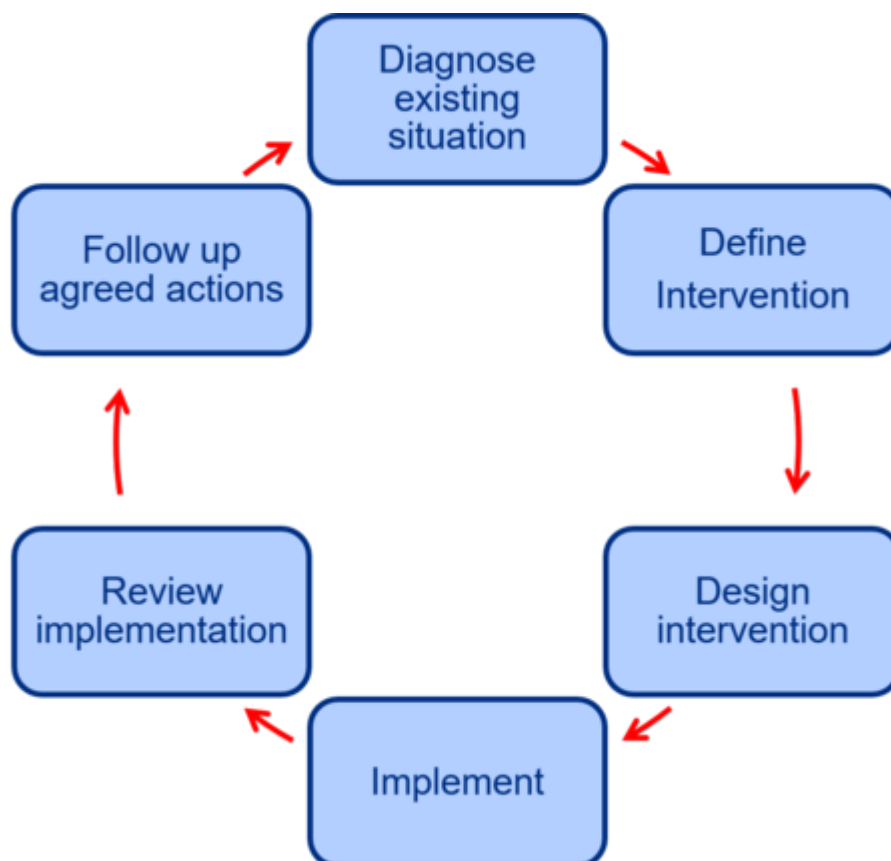 Diagnose
existing
situation
Define
Intervention
Design
intervention
Implement
Review
implementation
Follow up
agreed actions